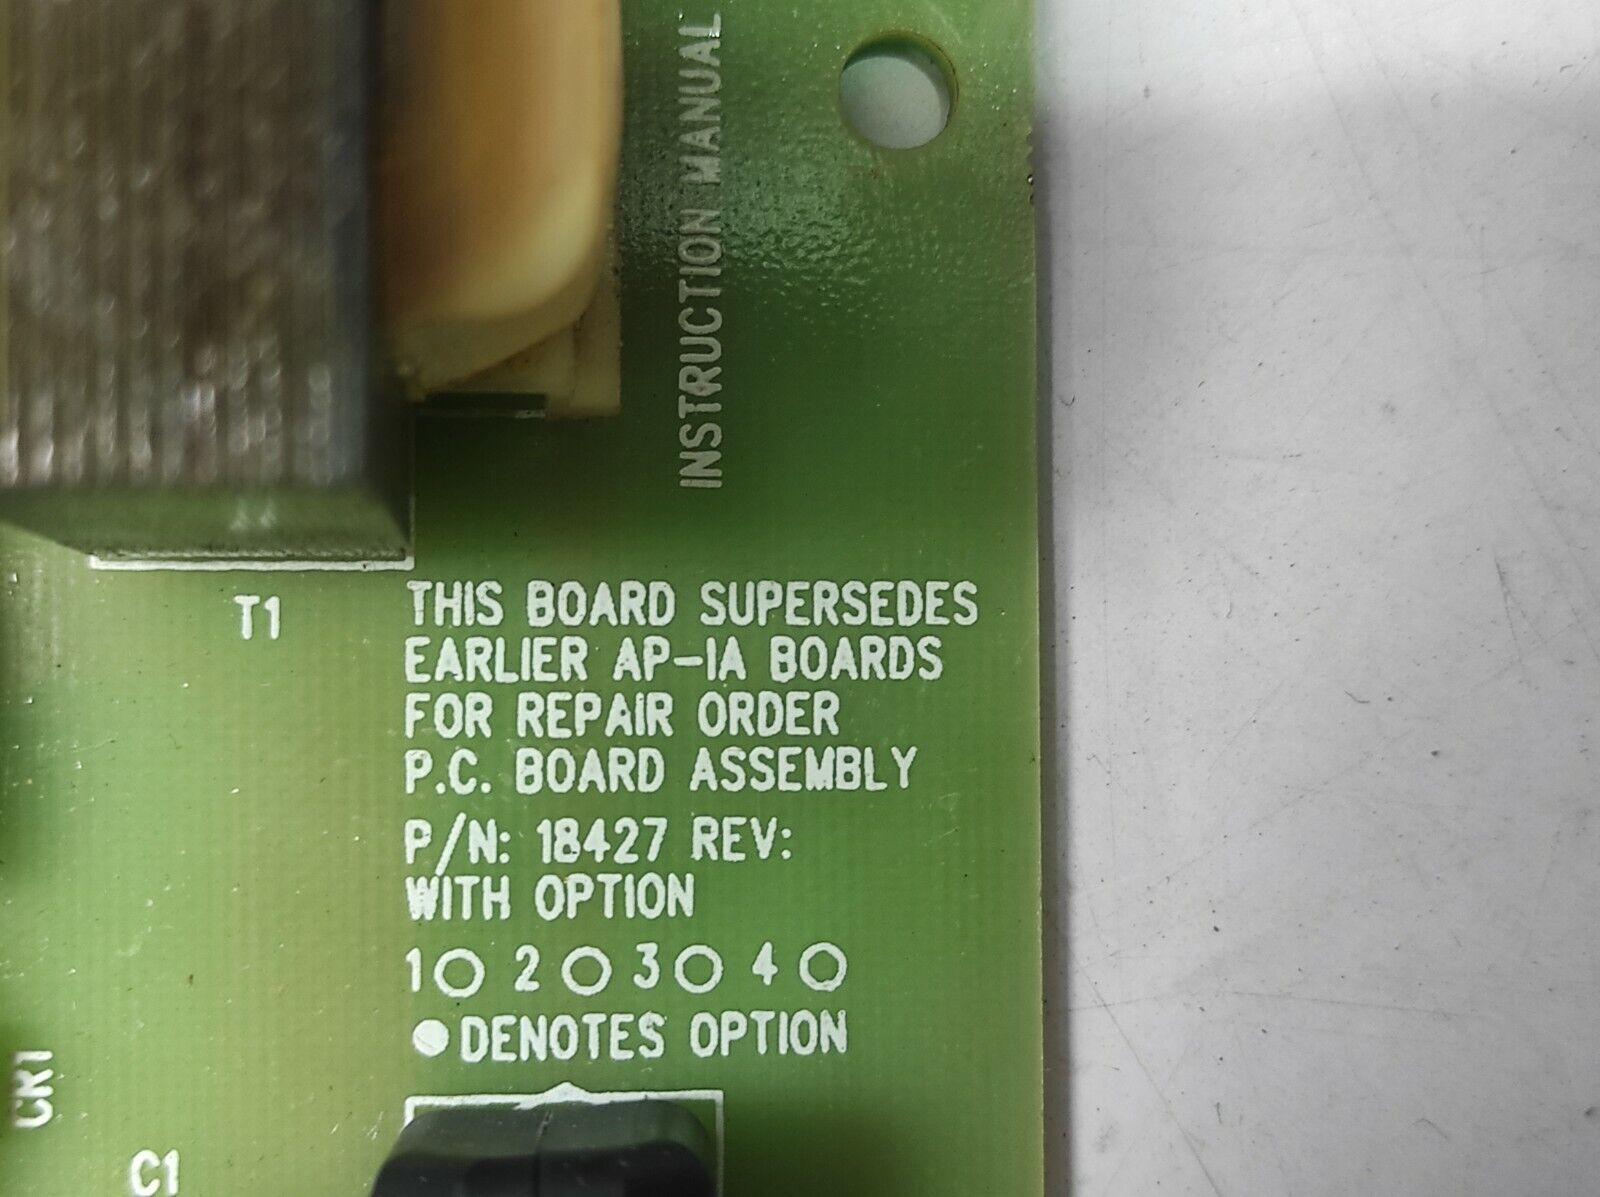 INSTRUCTION MANUAL
T1
THIS BOARD SUPERSEDES
EARLIER AP-1A BOARDS
FOR REPAIR ORDER
P.C. BOARD ASSEMBLY
P/N: 18427 REV:
WITH OPTION
1○ 2○ 3○ 4○
●DENOTES OPTION
CR1
C1